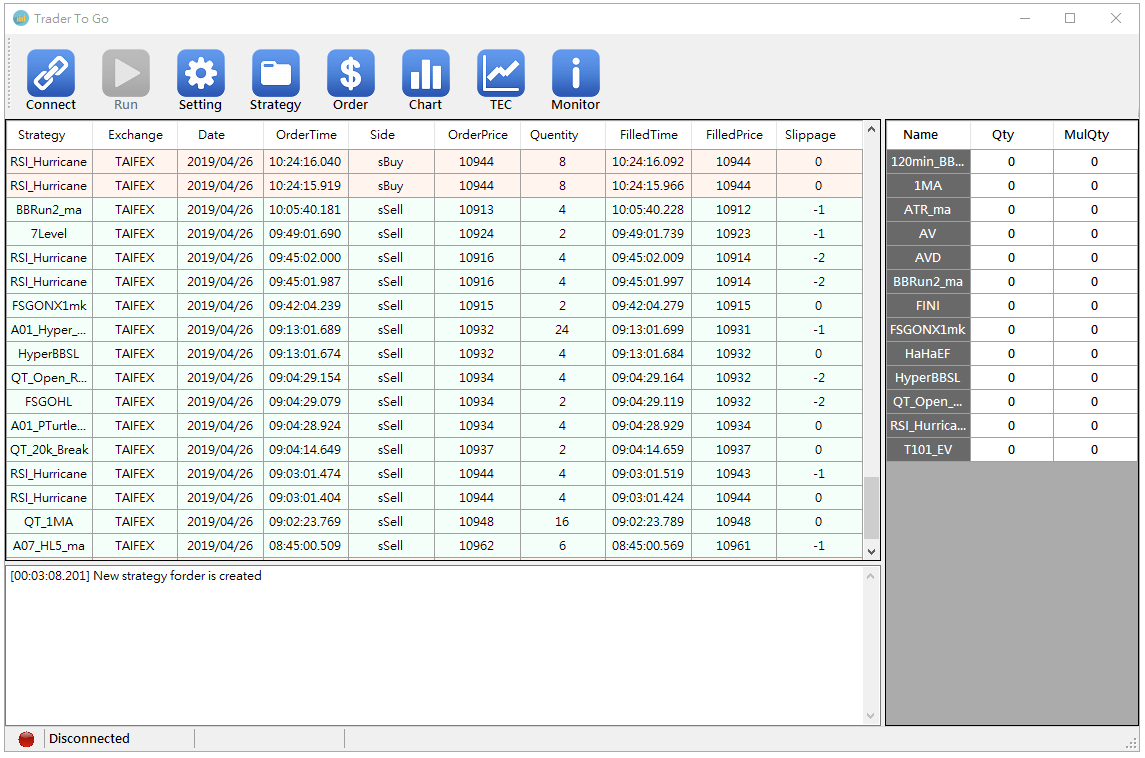 Trader To Go
Connect Run Setting Strategy Order Chart TEC Monitor
Strategy Exchange Date OrderTime Side OrderPrice Quentity FilledTime FilledPrice Slippage
RSI_Hurricane TAIFEX 2019/04/26 10:24:16.040 sBuy 10944 8 10:24:16.092 10944 0
RSI_Hurricane TAIFEX 2019/04/26 10:24:15.919 sBuy 10944 8 10:24:15.966 10944 0
BBRun2_ma TAIFEX 2019/04/26 10:05:40.181 sSell 10913 4 10:05:40.228 10912 -1
7Level TAIFEX 2019/04/26 09:49:01.690 sSell 10924 2 09:49:01.739 10923 -1
RSI_Hurricane TAIFEX 2019/04/26 09:45:02.000 sSell 10916 4 09:45:02.009 10914 -2
RSI_Hurricane TAIFEX 2019/04/26 09:45:01.987 sSell 10916 4 09:45:01.997 10914 -2
FSGONX1mk TAIFEX 2019/04/26 09:42:04.239 sSell 10915 2 09:42:04.279 10915 0
A01_Hyper_... TAIFEX 2019/04/26 09:13:01.689 sSell 10932 24 09:13:01.699 10931 -1
HyperBBSL TAIFEX 2019/04/26 09:13:01.674 sSell 10932 4 09:13:01.684 10932 0
QT_Open_R... TAIFEX 2019/04/26 09:04:29.154 sSell 10934 4 09:04:29.164 10932 -2
FSGOHL TAIFEX 2019/04/26 09:04:29.079 sSell 10934 2 09:04:29.119 10932 -2
A01_PTurtle... TAIFEX 2019/04/26 09:04:28.924 sSell 10934 4 09:04:28.929 10934 0
QT_20k_Break TAIFEX 2019/04/26 09:04:14.649 sSell 10937 2 09:04:14.659 10937 0
RSI_Hurricane TAIFEX 2019/04/26 09:03:01.474 sSell 10944 4 09:03:01.519 10943 -1
RSI_Hurricane TAIFEX 2019/04/26 09:03:01.404 sSell 10944 4 09:03:01.424 10944 0
QT_1MA TAIFEX 2019/04/26 09:02:23.769 sSell 10948 16 09:02:23.789 10948 0
A07_HL5_ma TAIFEX 2019/04/26 08:45:00.509 sSell 10962 6 08:45:00.569 10961 -1
Name Qty MulQty
120min_BB... 0 0
1MA 0 0
ATR_ma 0 0
AV 0 0
AVD 0 0
BBRun2_ma 0 0
FINI 0 0
FSGONX1mk 0 0
HaHaEF 0 0
HyperBBSL 0 0
QT_Open_... 0 0
RSI_Hurrica... 0 0
T101_EV 0 0
[00:03:08.201] New strategy forder is created
Disconnected